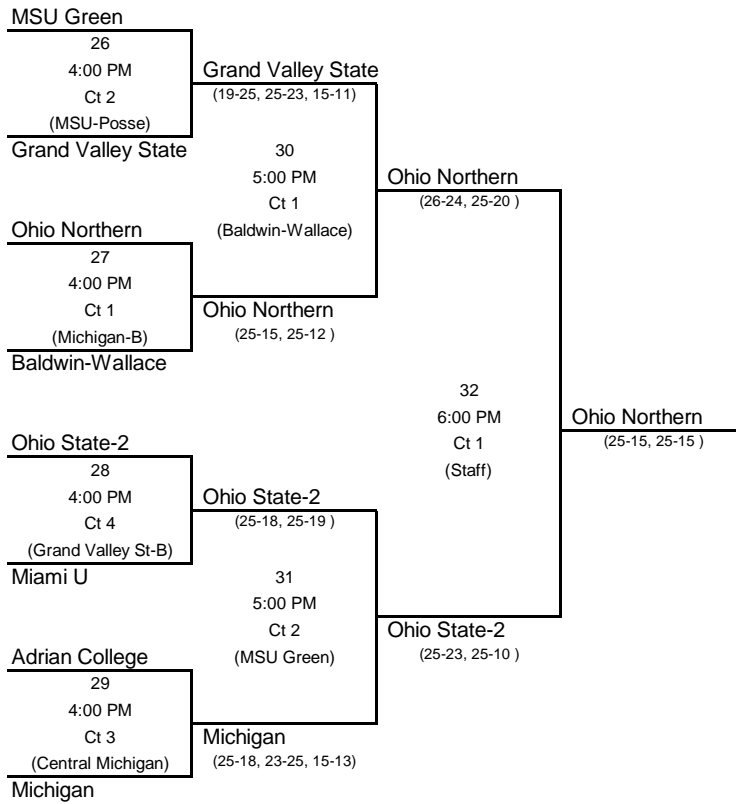 MSU Green
26
4:00 PM
Ct 2
(MSU-Posse)
Grand Valley State
Grand Valley State
(19-25, 25-23, 15-11)
30
5:00 PM
Ct 1
(Baldwin-Wallace)
Ohio Northern
(26-24, 25-20 )
Ohio Northern
27
4:00 PM
Ct 1
(Michigan-B)
Baldwin-Wallace
Ohio Northern
(25-15, 25-12 )
32
6:00 PM
Ct 1
(Staff)
Ohio Northern
(25-15, 25-15 )
Ohio State-2
28
4:00 PM
Ct 4
(Grand Valley St-B)
Miami U
Ohio State-2
(25-18, 25-19 )
31
5:00 PM
Ct 2
(MSU Green)
Ohio State-2
(25-23, 25-10 )
Adrian College
29
4:00 PM
Ct 3
(Central Michigan)
Michigan
Michigan
(25-18, 23-25, 15-13)